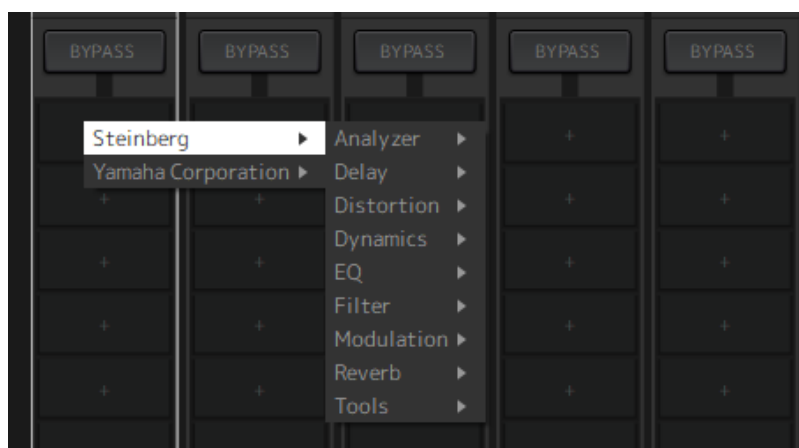 BYPASS BYPASS BYPASS BYPASS BYPASS
Steinberg
Yamaha Corporation
Analyzer
Delay
Distortion
Dynamics
EQ
Filter
Modulation
Reverb
Tools